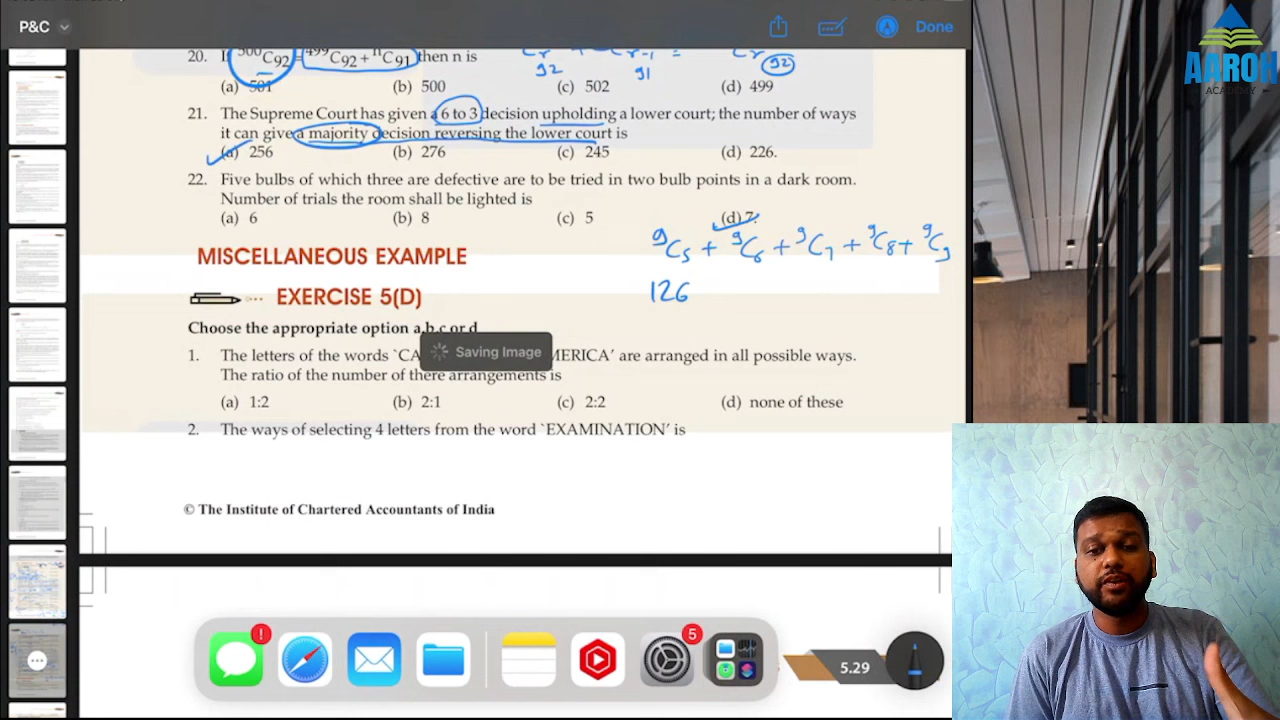 P&C
Done
20. If 500C92 = 499C92 + nC91 then n is
92 91 92
(a) 501 (b) 500 (c) 502 (d) 499
21. The Supreme Court has given a 6 to 3 decision upholding a lower court; the number of ways
it can give a majority decision reversing the lower court is
(a) 256 (b) 276 (c) 245 (d) 226.
22. Five bulbs of which three are defective are to be tried in two bulb points in a dark room.
Number of trials the room shall be lighted is
(a) 6 (b) 8 (c) 5 (d) 7.
9C5 + 9C6 + 9C7 + 9C8 + 9C9
126
MISCELLANEOUS EXAMPLE
EXERCISE 5(D)
Choose the appropriate option a,b,c or d
Saving Image
1. The letters of the words `CA MERICA' are arranged in all possible ways.
The ratio of the number of there arrangements is
(a) 1:2 (b) 2:1 (c) 2:2 (d) none of these
2. The ways of selecting 4 letters from the word `EXAMINATION' is
© The Institute of Chartered Accountants of India
!
5
5.29
AARON
ACADEMY